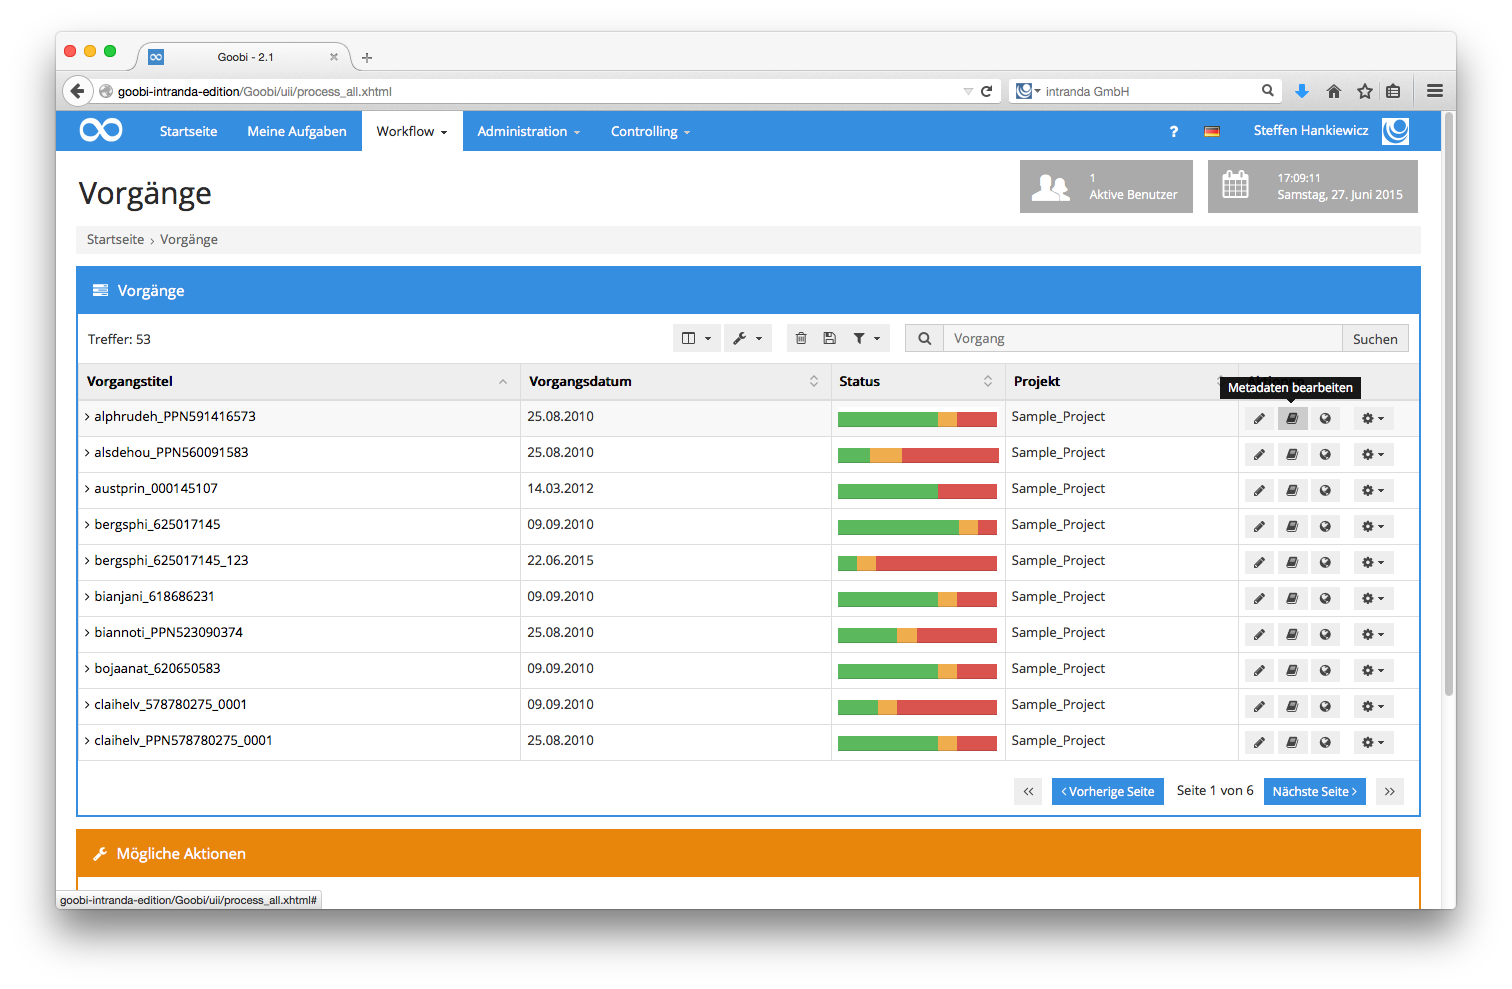 Goobi - 2.1
goobi-intranda-edition/Goobi/uii/process_all.xhtml
intranda GmbH
Startseite Meine Aufgaben Workflow Administration Controlling ? Steffen Hankiewicz
Vorgänge
1
Aktive Benutzer
17:09:11
Samstag, 27. Juni 2015
Startseite › Vorgänge
Vorgänge
Treffer: 53 Vorgang Suchen
Vorgangstitel Vorgangsdatum Status Projekt
Metadaten bearbeiten
alphrudeh_PPN591416573 25.08.2010 Sample_Project
alsdehou_PPN560091583 25.08.2010 Sample_Project
austprin_000145107 14.03.2012 Sample_Project
bergsphi_625017145 09.09.2010 Sample_Project
bergsphi_625017145_123 22.06.2015 Sample_Project
bianjani_618686231 09.09.2010 Sample_Project
biannoti_PPN523090374 25.08.2010 Sample_Project
bojaanat_620650583 09.09.2010 Sample_Project
claihelv_578780275_0001 09.09.2010 Sample_Project
claihelv_PPN578780275_0001 25.08.2010 Sample_Project
‹ Vorherige Seite Seite 1 von 6 Nächste Seite ›
Mögliche Aktionen
goobi-intranda-edition/Goobi/uii/process_all.xhtml#